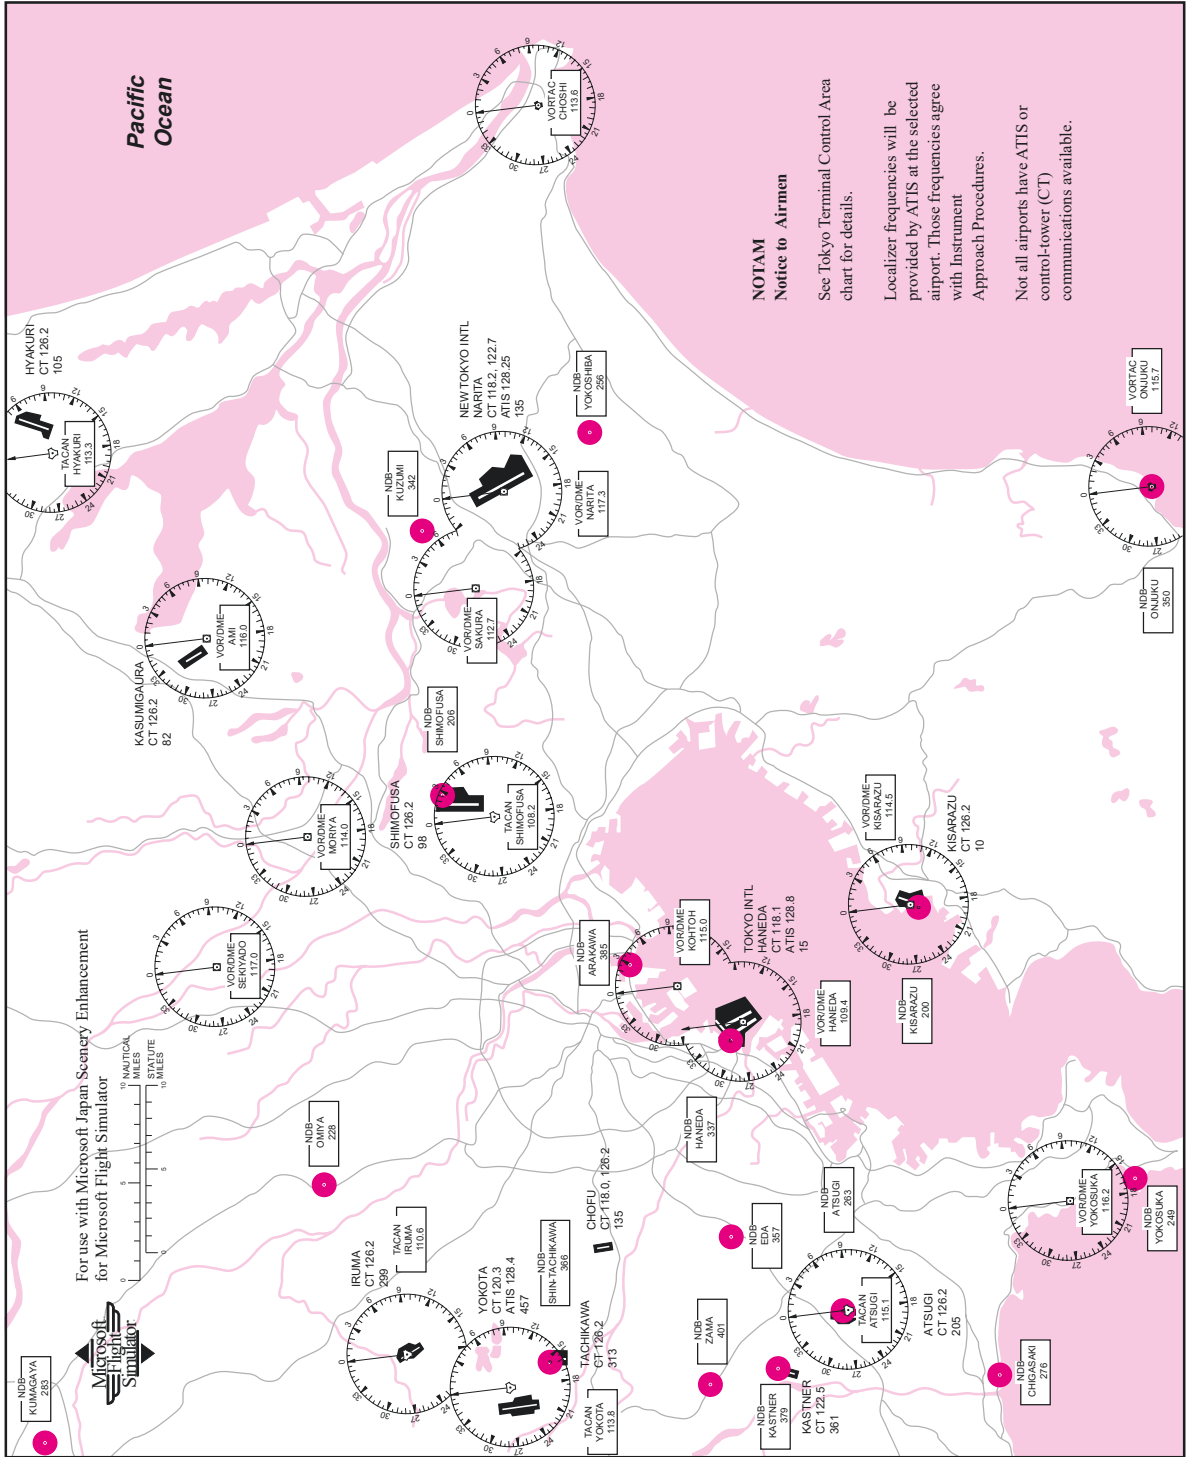 Pacific
Ocean
HYAKURI
CT 126.2
105
TACAN
HYAKURI
113.3
VORTAC
CHOSHI
113.6
NOTAM
Notice to Airmen
See Tokyo Terminal Control Area
chart for details.
Localizer frequencies will be
provided by ATIS at the selected
airport. Those frequencies agree
with Instrument
Approach Procedures.
Not all airports have ATIS or
control-tower (CT)
communications available.
NEW TOKYO INTL
NARITA
CT 118.2, 122.7
ATIS 128.25
135
NDB
YOKOSHIBA
256
NDB
KUZUMI
342
VOR/DME
NARITA
117.3
VORTAC
ONJUKU
115.7
NDB
ONJUKU
350
KASUMIGAURA
CT 126.2
82
VOR/DME
AMI
116.0
VOR/DME
SAKURA
112.7
NDB
SHIMOFUSA
206
SHIMOFUSA
CT 126.2
98
TACAN
SHIMOFUSA
108.2
VOR/DME
MORIYA
114.0
VOR/DME
SEKIYADO
117.0
NDB
ARAKAWA
385
VOR/DME
KOHTOH
115.0
TOKYO INTL
HANEDA
CT 118.1
ATIS 128.8
15
VOR/DME
HANEDA
109.4
VOR/DME
KISARAZU
114.5
KISARAZU
CT 126.2
10
NDB
KISARAZU
200
For use with Microsoft Japan Scenery Enhancement
for Microsoft Flight Simulator
NAUTICAL
MILES
STATUTE
MILES
0
5
10
0
5
10
NDB
OMIYA
228
NDB
HANEDA
337
CHOFU
CT 118.0, 126.2
135
NDB
EDA
357
NDB
ATSUGI
263
VOR/DME
YOKOSUKA
116.2
NDB
YOKOSUKA
249
IRUMA
CT 126.2
299
TACAN
IRUMA
110.6
YOKOTA
CT 120.3
ATIS 128.4
457
NDB
SHIN-TACHIKAWA
366
TACHIKAWA
CT 126.2
313
TACAN
YOKOTA
113.8
NDB
ZAMA
401
TACAN
ATSUGI
115.1
ATSUGI
CT 126.2
205
NDB
KASTNER
379
KASTNER
CT 122.5
361
NDB
CHIGASAKI
276
Microsoft
Flight
Simulator
NDB
KUMAGAYA
283